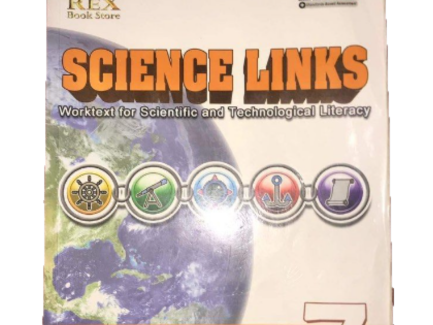 REX
Book Store
SCIENCE LINKS
Worktext for Scientific and Technological Literacy
7